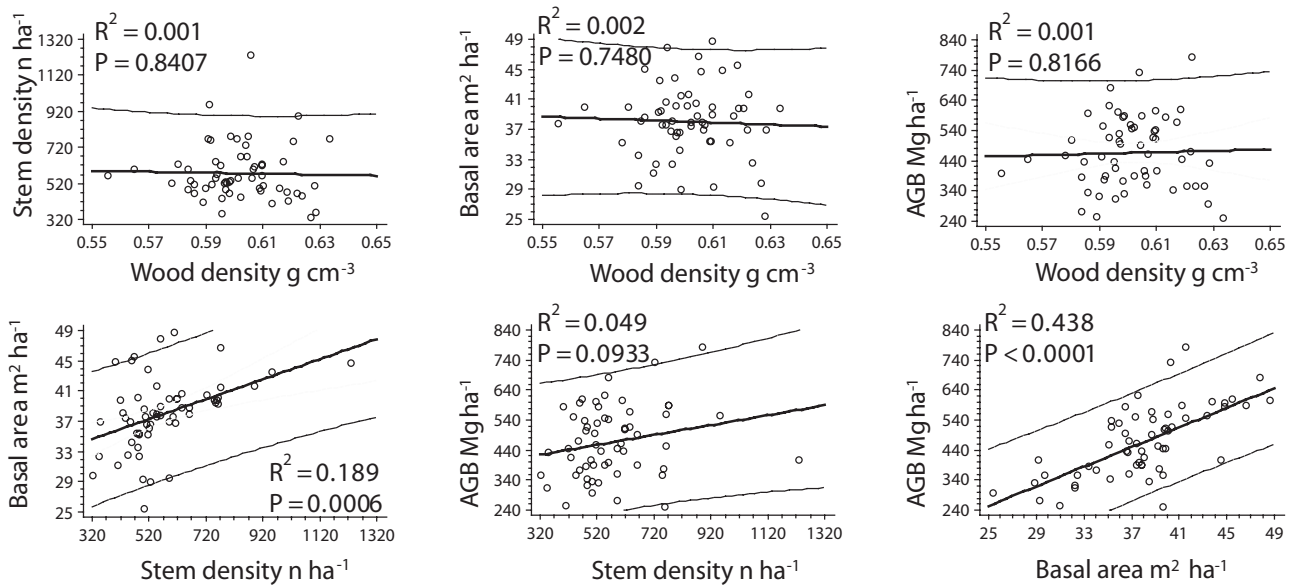 R² = 0.001
P = 0.8407
Stem density n ha⁻¹
1320
1120
920
720
520
320
0.55 0.57 0.59 0.61 0.63 0.65
Wood density g cm⁻³
R² = 0.002
P = 0.7480
Basal area m² ha⁻¹
49
45
41
37
33
29
25
0.55 0.57 0.59 0.61 0.63 0.65
Wood density g cm⁻³
R² = 0.001
P = 0.8166
AGB Mg ha⁻¹
840
740
640
540
440
340
240
0.55 0.57 0.59 0.61 0.63 0.65
Wood density g cm⁻³
Basal area m² ha⁻¹
49
45
41
37
33
29
25
R² = 0.189
P = 0.0006
320 520 720 920 1120 1320
Stem density n ha⁻¹
R² = 0.049
P = 0.0933
AGB Mg ha⁻¹
840
740
640
540
440
340
240
320 520 720 920 1120 1320
Stem density n ha⁻¹
R² = 0.438
P < 0.0001
AGB Mg ha⁻¹
840
740
640
540
440
340
240
25 29 33 37 41 45 49
Basal area m² ha⁻¹